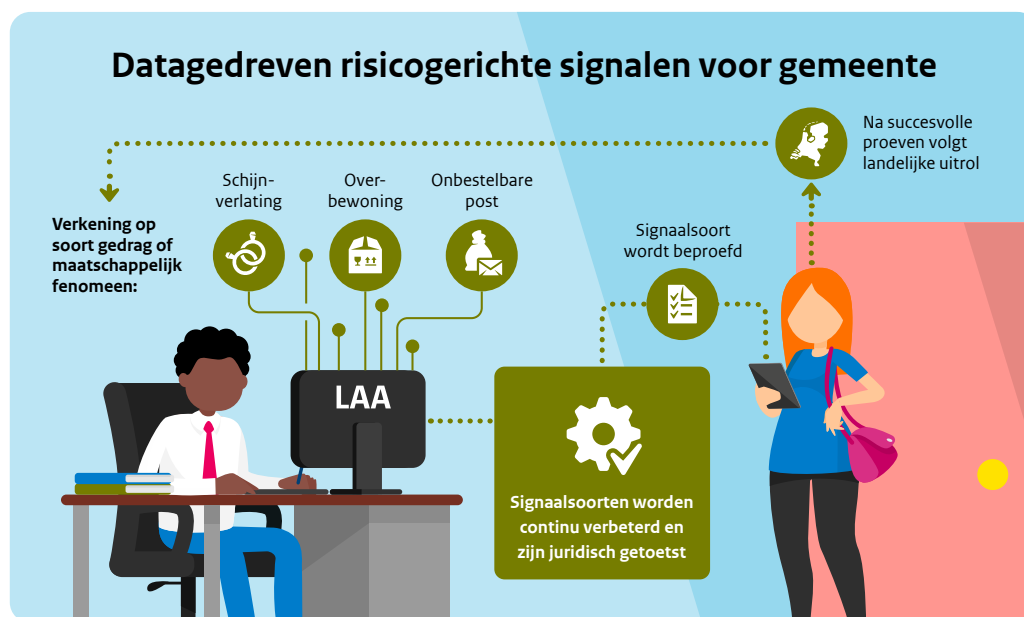 Datagedreven risicogerichte signalen voor gemeente
Na succesvolle
proeven volgt
landelijke uitrol
Verkening op
soort gedrag of
maatschappelijk
fenomeen:
Schijn-
verlating
Over-
bewoning
Onbestelbare
post
Signaalsoort
wordt beproefd
LAA
Signaalsoorten worden
continu verbeterd en
zijn juridisch getoetst